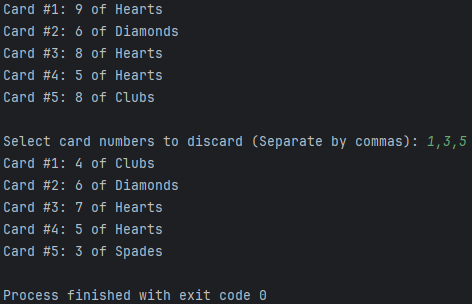 Card #1: 9 of Hearts
Card #2: 6 of Diamonds
Card #3: 8 of Hearts
Card #4: 5 of Hearts
Card #5: 8 of Clubs
Select card numbers to discard (Separate by commas): 1,3,5
Card #1: 4 of Clubs
Card #2: 6 of Diamonds
Card #3: 7 of Hearts
Card #4: 5 of Hearts
Card #5: 3 of Spades
Process finished with exit code 0